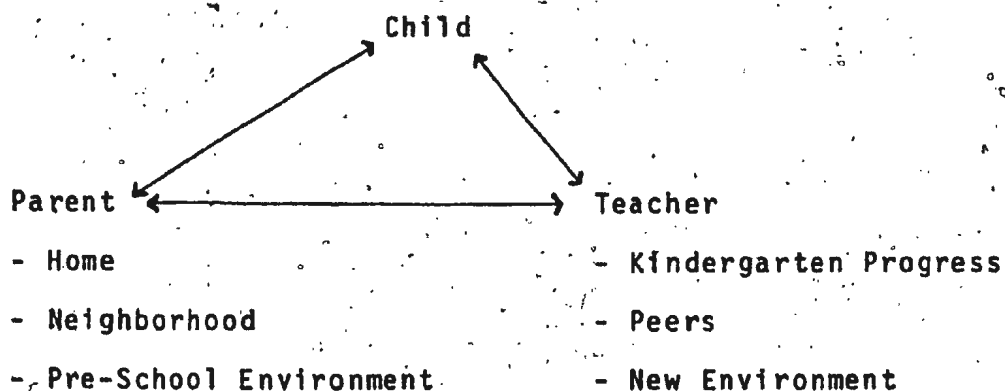 Child
Parent Teacher
- Home - Kindergarten Progress
- Neighborhood - Peers
- Pre-School Environment - New Environment